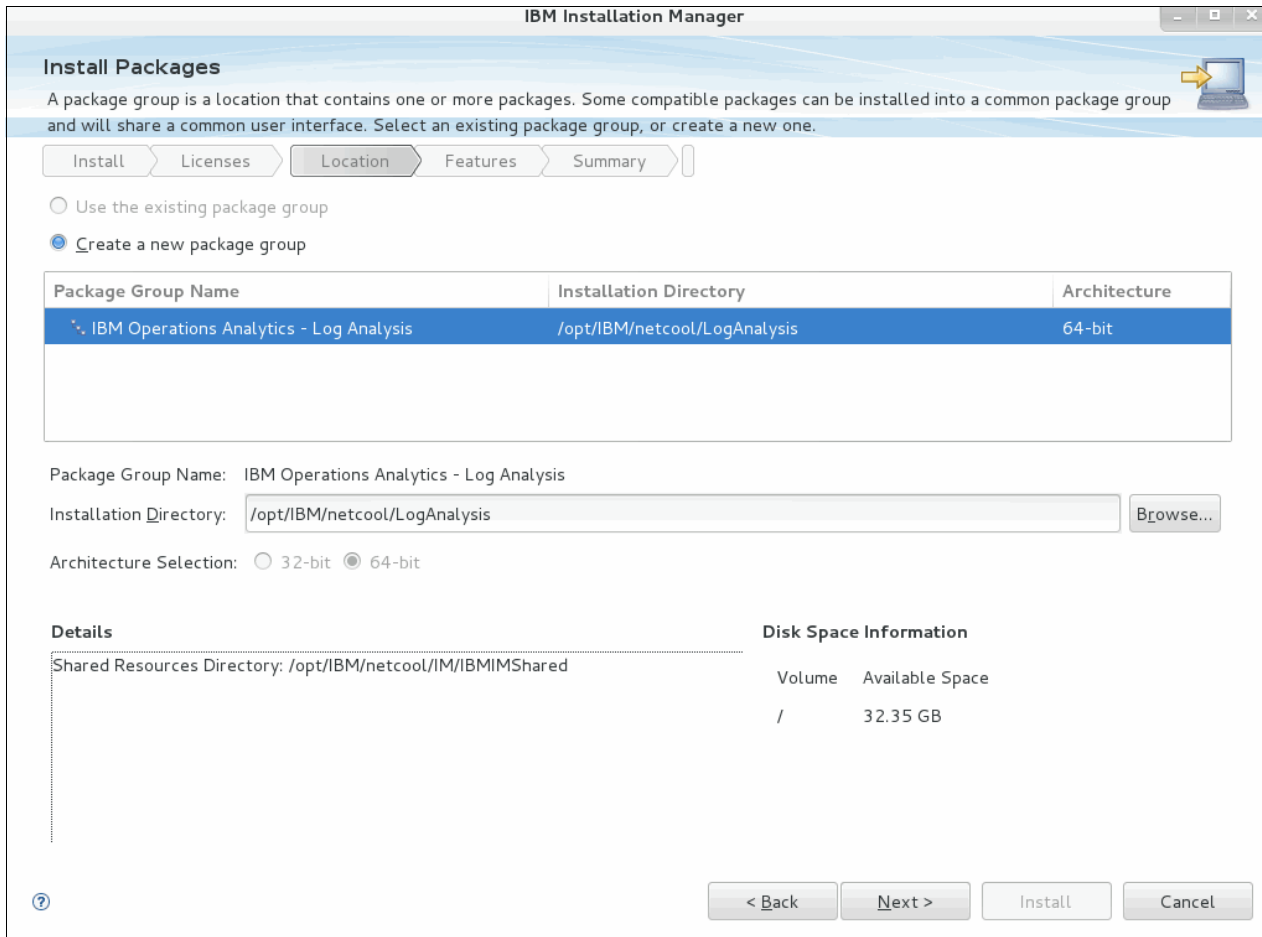 IBM Installation Manager
Install Packages
A package group is a location that contains one or more packages. Some compatible packages can be installed into a common package group
and will share a common user interface. Select an existing package group, or create a new one.
Install Licenses Location Features Summary
Use the existing package group
Create a new package group
Package Group Name Installation Directory Architecture
IBM Operations Analytics - Log Analysis /opt/IBM/netcool/LogAnalysis 64-bit
Package Group Name: IBM Operations Analytics - Log Analysis
Installation Directory: /opt/IBM/netcool/LogAnalysis Browse...
Architecture Selection: 32-bit 64-bit
Details Disk Space Information
Shared Resources Directory: /opt/IBM/netcool/IM/IBMIMShared
Volume Available Space
/ 32.35 GB
? < Back Next > Install Cancel